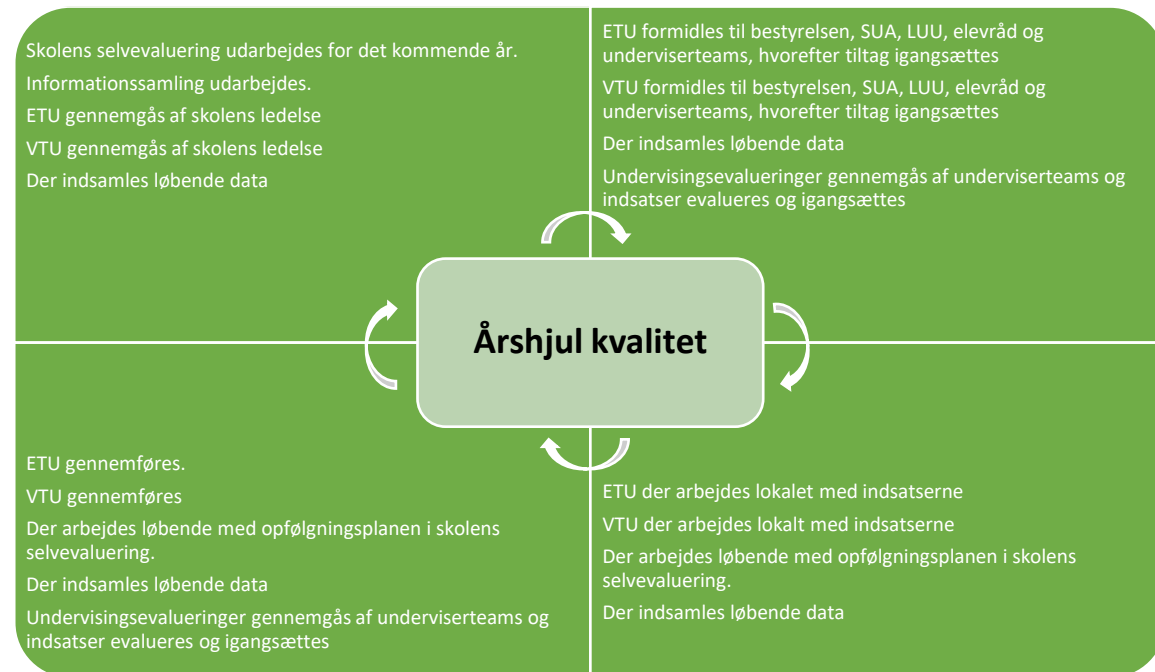 Skolens selvevaluering udarbejdes for det kommende år.
Informationssamling udarbejdes.
ETU gennemgås af skolens ledelse
VTU gennemgås af skolens ledelse
Der indsamles løbende data
ETU formidles til bestyrelsen, SUA, LUU, elevråd og
underviserteams, hvorefter tiltag igangsættes
VTU formidles til bestyrelsen, SUA, LUU, elevråd og
underviserteams, hvorefter tiltag igangsættes
Der indsamles løbende data
Undervisingsevalueringer gennemgås af underviserteams og
indsatser evalueres og igangsættes
Årshjul kvalitet
ETU gennemføres.
VTU gennemføres
Der arbejdes løbende med opfølgningsplanen i skolens
selvevaluering.
Der indsamles løbende data
Undervisingsevalueringer gennemgås af underviserteams og
indsatser evalueres og igangsættes
ETU der arbejdes lokalet med indsatserne
VTU der arbejdes lokalt med indsatserne
Der arbejdes løbende med opfølgningsplanen i skolens
selvevaluering.
Der indsamles løbende data